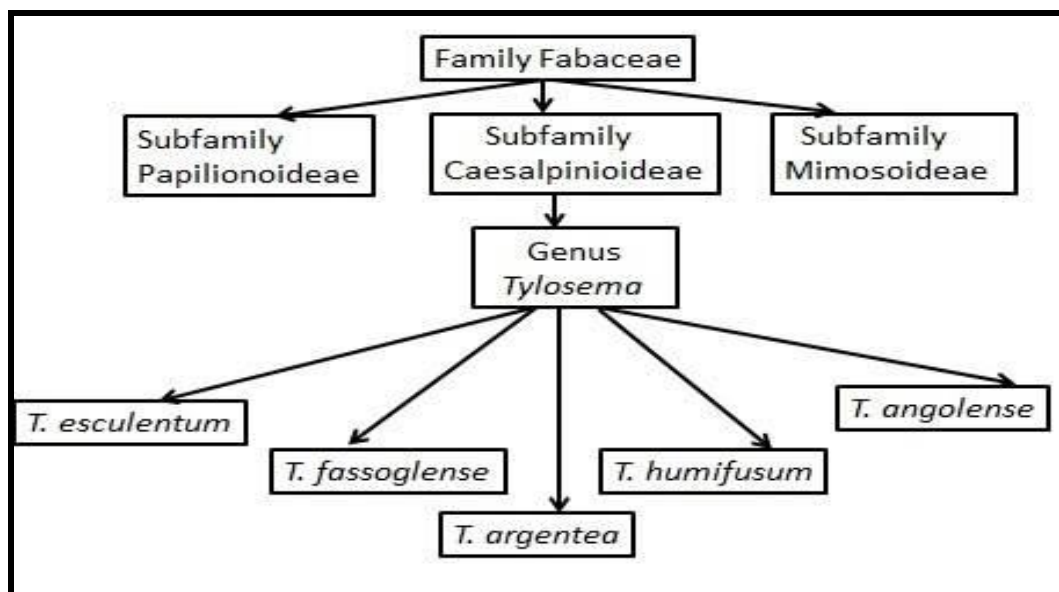 Family Fabaceae
Subfamily
Papilionoideae
Subfamily
Caesalpinioideae
Subfamily
Mimosoideae
Genus
Tylosema
T. esculentum
T. fassoglense
T. argentea
T. humifusum
T. angolense